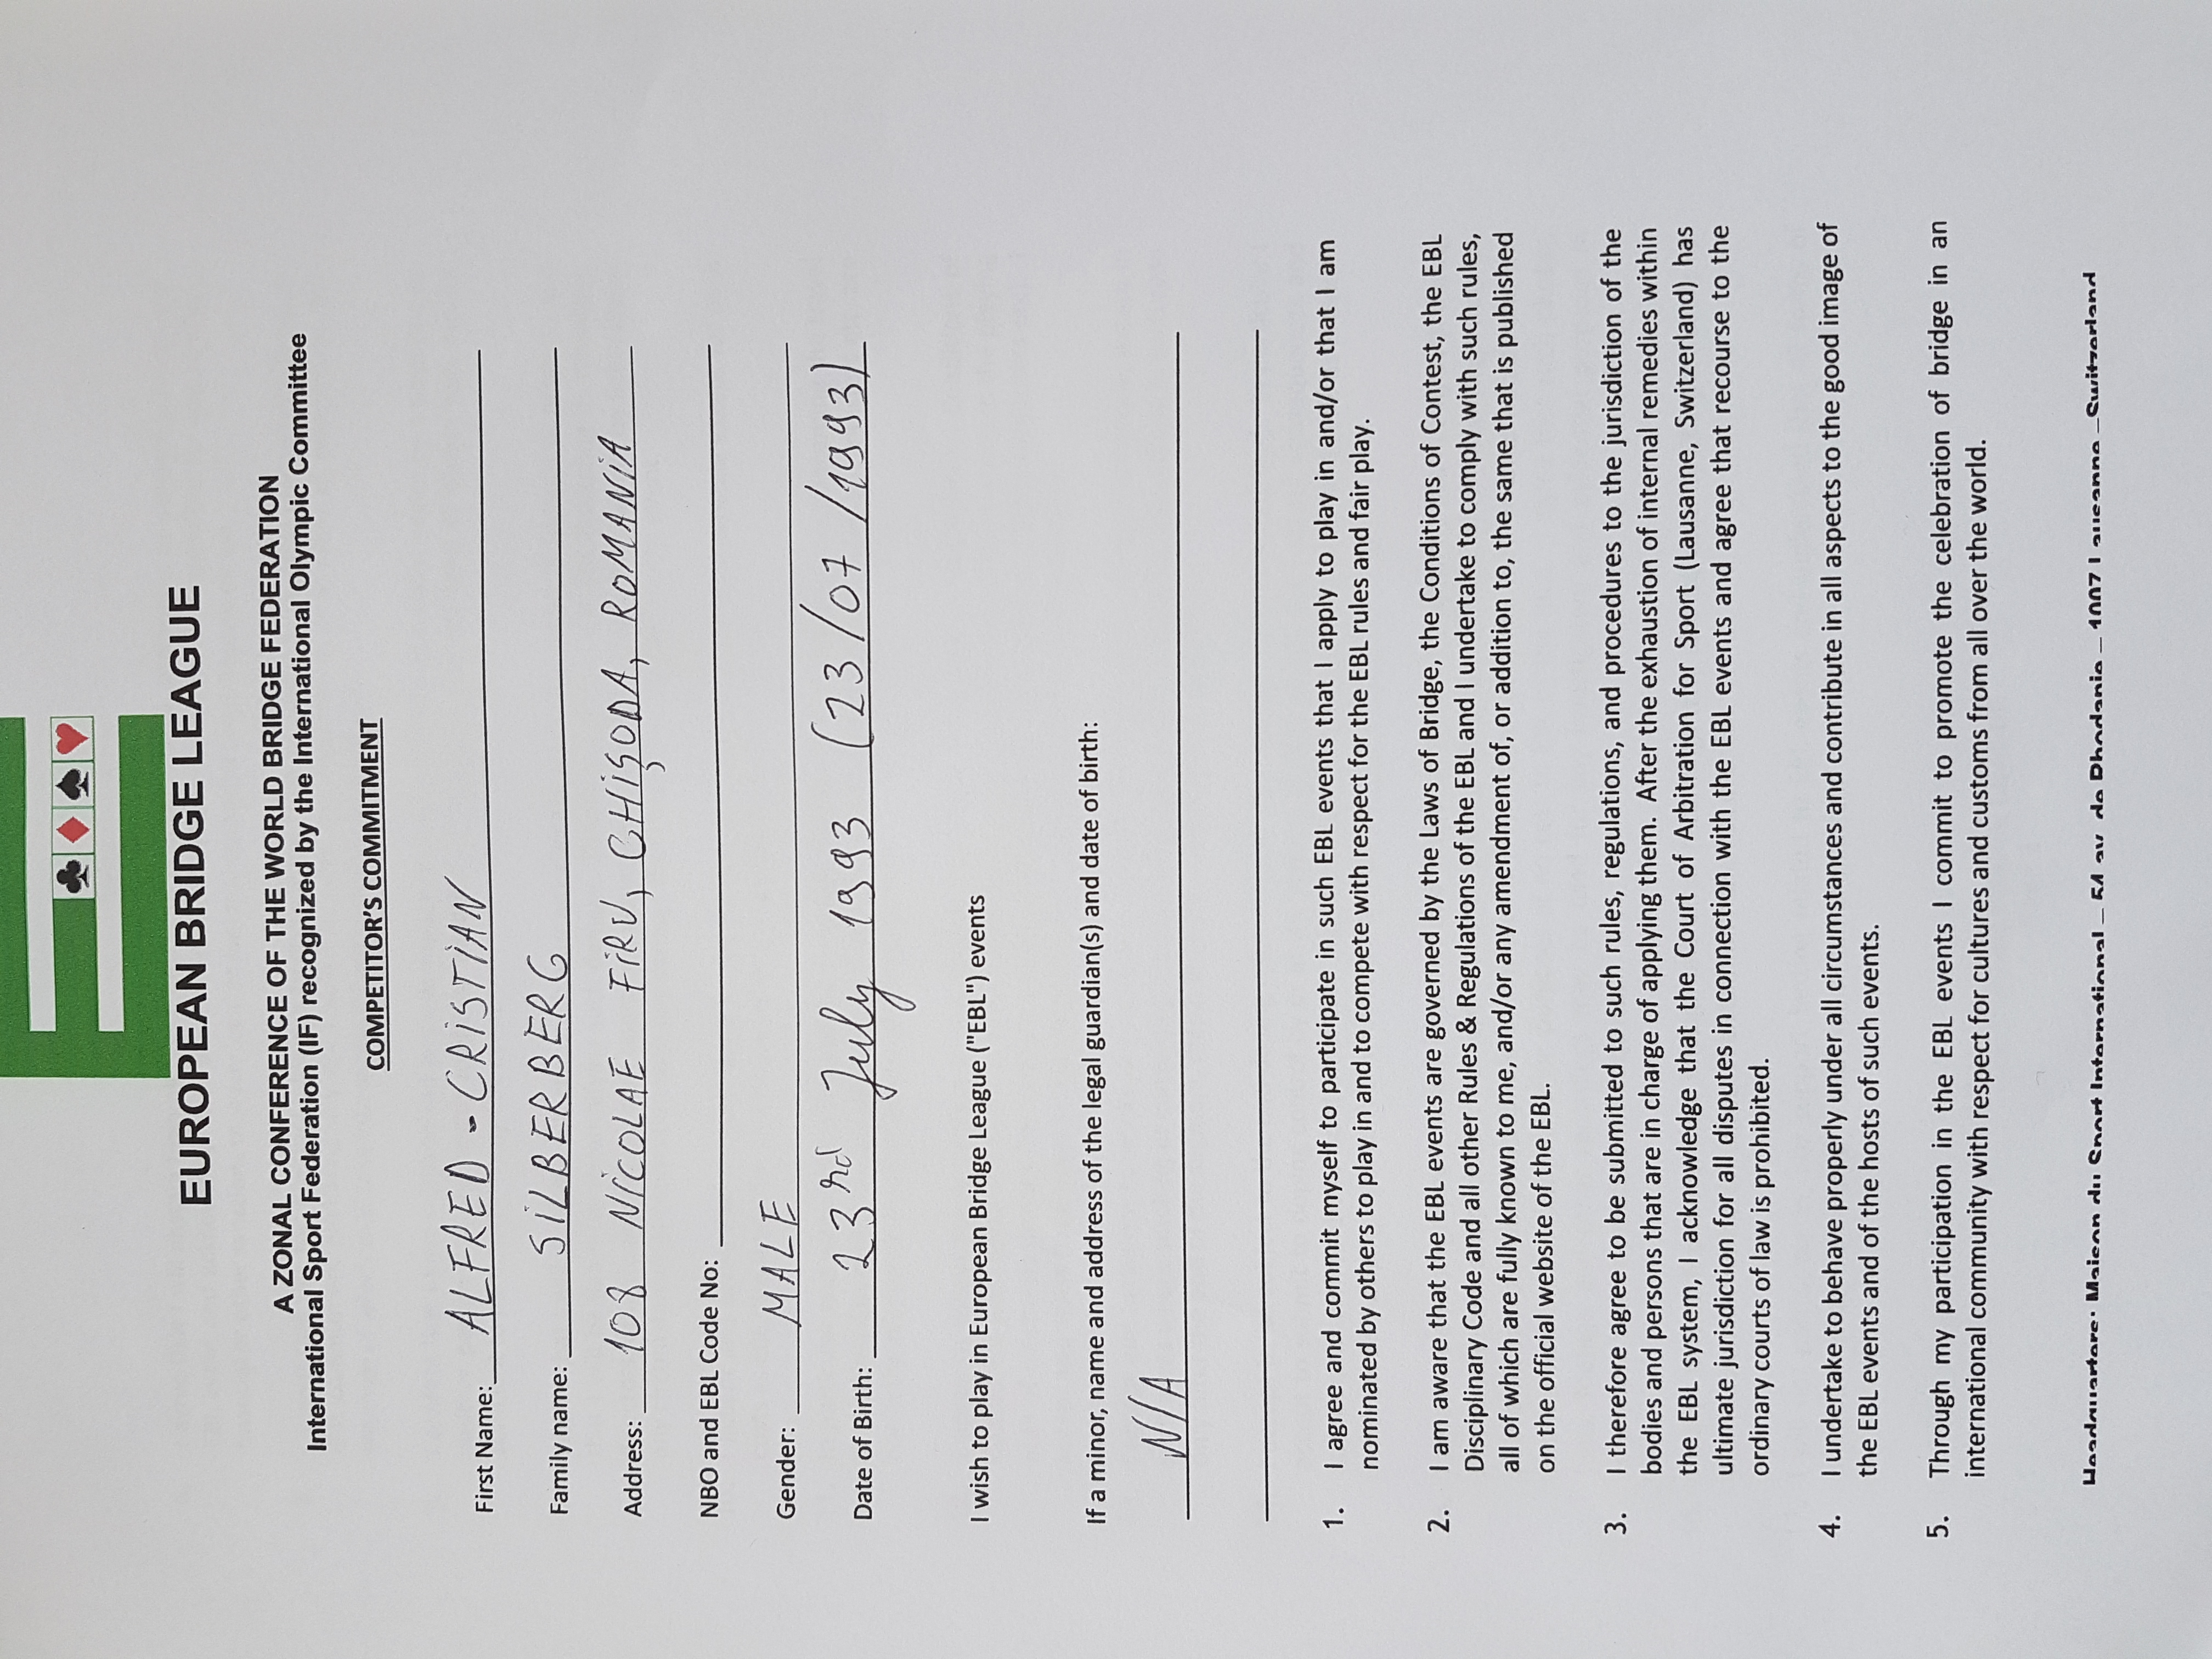 EUROPEAN BRIDGE LEAGUE
A ZONAL CONFERENCE OF THE WORLD BRIDGE FEDERATION
International Sport Federation (IF) recognized by the International Olympic Committee
COMPETITOR'S COMMITMENT
First Name: ALFRED - CRISTIAN
Family name: SILBERBERG
Address: 108 NICOLAE FIRU, GHIȘODA, ROMANIA
NBO and EBL Code No:
Gender: MALE
Date of Birth: 23rd July 1993 (23/07/1993)
I wish to play in European Bridge League ("EBL") events
If a minor, name and address of the legal guardian(s) and date of birth:
N/A
1. I agree and commit myself to participate in such EBL events that I apply to play in and/or that I am
nominated by others to play in and to compete with respect for the EBL rules and fair play.
2. I am aware that the EBL events are governed by the Laws of Bridge, the Conditions of Contest, the EBL
Disciplinary Code and all other Rules & Regulations of the EBL and I undertake to comply with such rules,
all of which are fully known to me, and/or any amendment of, or addition to, the same that is published
on the official website of the EBL.
3. I therefore agree to be submitted to such rules, regulations, and procedures to the jurisdiction of the
bodies and persons that are in charge of applying them. After the exhaustion of internal remedies within
the EBL system, I acknowledge that the Court of Arbitration for Sport (Lausanne, Switzerland) has
ultimate jurisdiction for all disputes in connection with the EBL events and agree that recourse to the
ordinary courts of law is prohibited.
4. I undertake to behave properly under all circumstances and contribute in all aspects to the good image of
the EBL events and of the hosts of such events.
5. Through my participation in the EBL events I commit to promote the celebration of bridge in an
international community with respect for cultures and customs from all over the world.
Headquarters: Maison du Sport International – 54 av. de Rhodanie – 1007 Lausanne –Switzerland